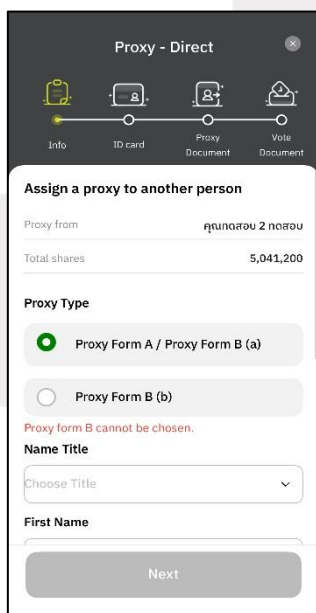 Proxy - Direct
Info
ID card
Proxy
Document
Vote
Document
Assign a proxy to another person
Proxy from คุณทดสอบ 2 ทดสอบ
Total shares 5,041,200
Proxy Type
Proxy Form A / Proxy Form B (a)
Proxy Form B (b)
Proxy form B cannot be chosen.
Name Title
Choose Title
First Name
Next